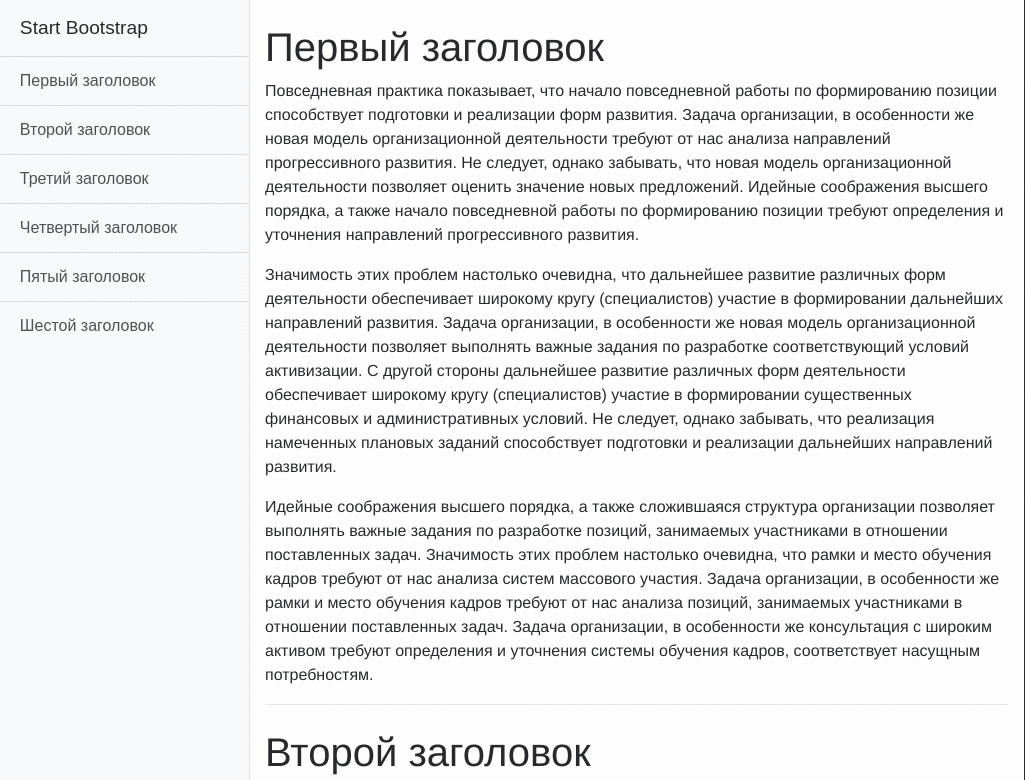 Start Bootstrap
Первый заголовок
Второй заголовок
Третий заголовок
Четвертый заголовок
Пятый заголовок
Шестой заголовок
Первый заголовок
Повседневная практика показывает, что начало повседневной работы по формированию позиции
способствует подготовки и реализации форм развития. Задача организации, в особенности же
новая модель организационной деятельности требуют от нас анализа направлений
прогрессивного развития. Не следует, однако забывать, что новая модель организационной
деятельности позволяет оценить значение новых предложений. Идейные соображения высшего
порядка, а также начало повседневной работы по формированию позиции требуют определения и
уточнения направлений прогрессивного развития.
Значимость этих проблем настолько очевидна, что дальнейшее развитие различных форм
деятельности обеспечивает широкому кругу (специалистов) участие в формировании дальнейших
направлений развития. Задача организации, в особенности же новая модель организационной
деятельности позволяет выполнять важные задания по разработке соответствующий условий
активизации. С другой стороны дальнейшее развитие различных форм деятельности
обеспечивает широкому кругу (специалистов) участие в формировании существенных
финансовых и административных условий. Не следует, однако забывать, что реализация
намеченных плановых заданий способствует подготовки и реализации дальнейших направлений
развития.
Идейные соображения высшего порядка, а также сложившаяся структура организации позволяет
выполнять важные задания по разработке позиций, занимаемых участниками в отношении
поставленных задач. Значимость этих проблем настолько очевидна, что рамки и место обучения
кадров требуют от нас анализа систем массового участия. Задача организации, в особенности же
рамки и место обучения кадров требуют от нас анализа позиций, занимаемых участниками в
отношении поставленных задач. Задача организации, в особенности же консультация с широким
активом требуют определения и уточнения системы обучения кадров, соответствует насущным
потребностям.
Второй заголовок